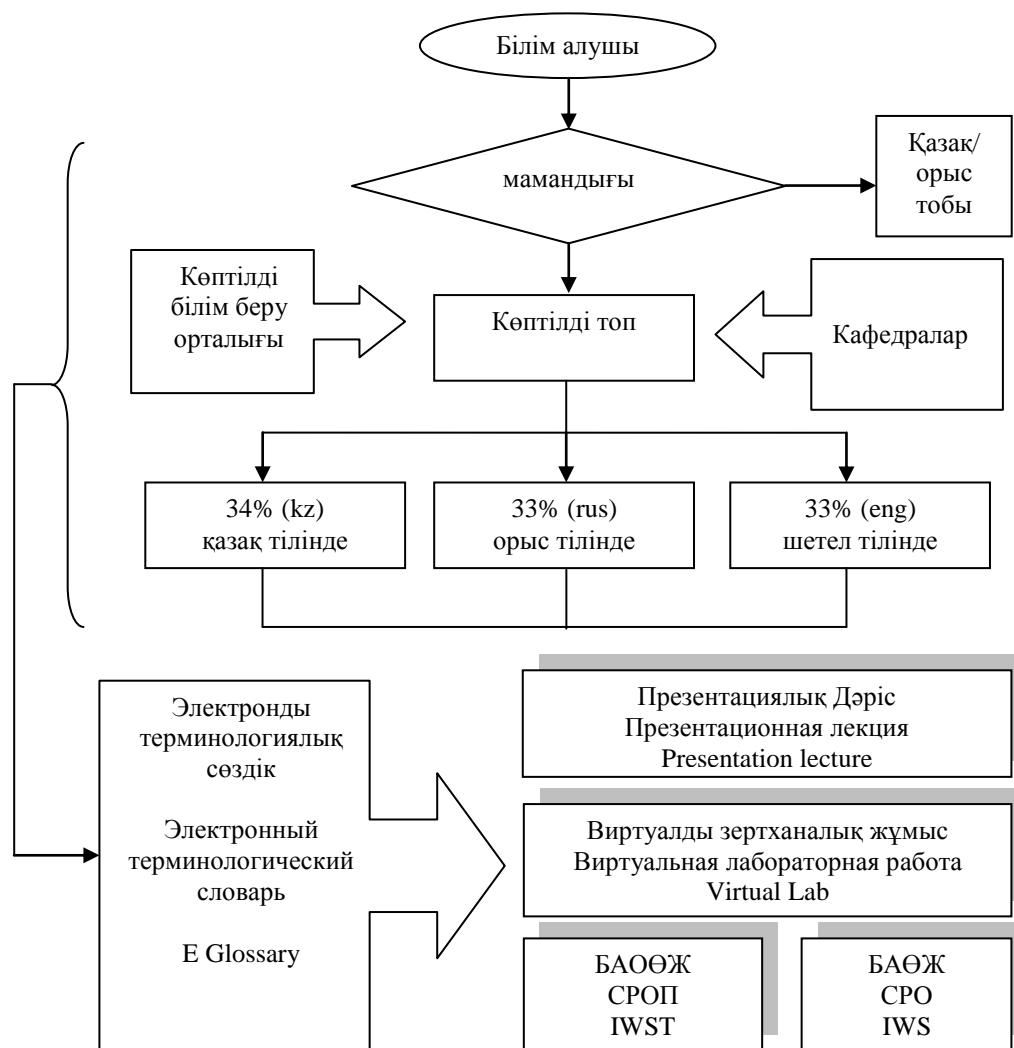 Білім алушы
мамандығы
Қазақ/
орыс
тобы
Көптілді
білім беру
орталығы
Көптілді топ
Кафедралар
34% (kz)
қазақ тілінде
33% (rus)
орыс тілінде
33% (eng)
шетел тілінде
Электронды
терминологиялық
сөздік
Электронный
терминологический
словарь
E Glossary
Презентациялық Дәріс
Презентационная лекция
Presentation lecture
Виртуалды зертханалық жұмыс
Виртуальная лабораторная работа
Virtual Lab
БАОӨЖ
СРОП
IWST
БАӨЖ
СРО
IWS